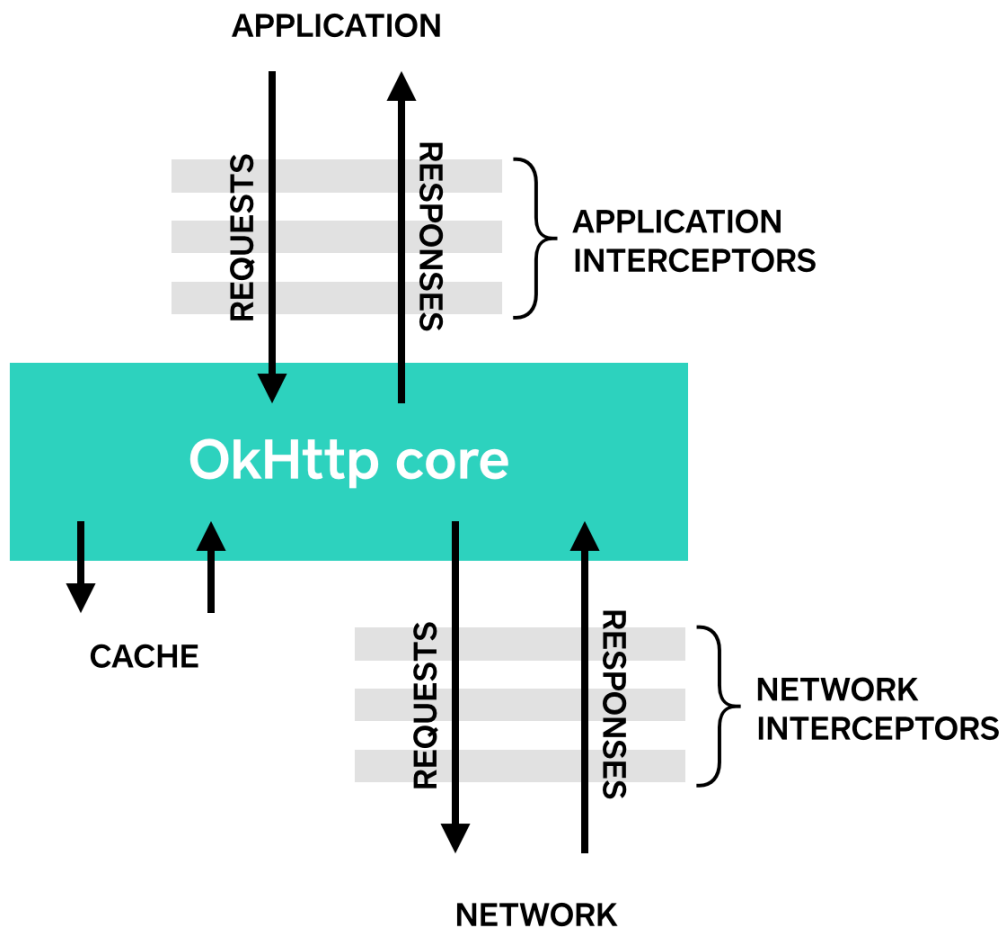 APPLICATION
REQUESTS
RESPONSES
APPLICATION
INTERCEPTORS
OkHttp core
CACHE
REQUESTS
RESPONSES
NETWORK
INTERCEPTORS
NETWORK